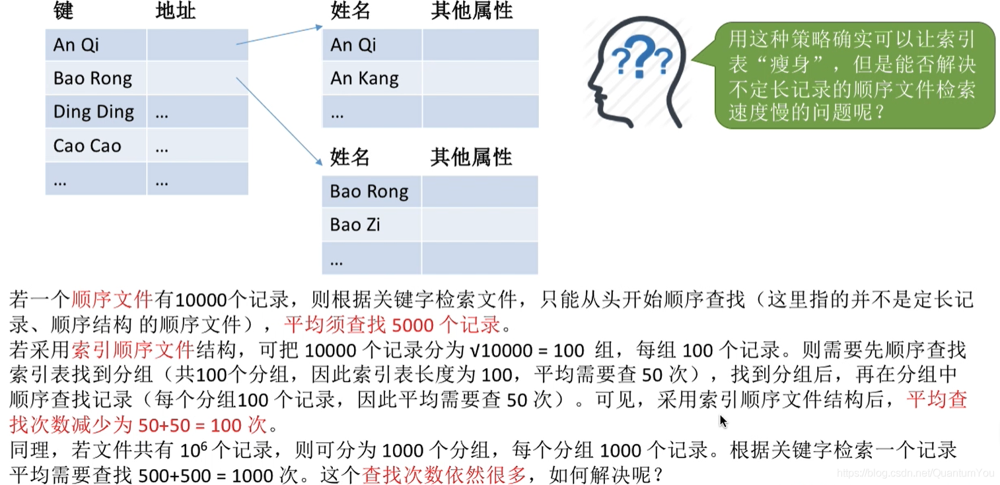 键 地址
An Qi
Bao Rong
Ding Ding ...
Cao Cao ...
... ...
姓名 其他属性
An Qi
An Kang
...
姓名 其他属性
Bao Rong
Bao Zi
...
???
用这种策略确实可以让索引
表“瘦身”，但是能否解决
不定长记录的顺序文件检索
速度慢的问题呢？
若一个顺序文件有10000个记录，则根据关键字检索文件，只能从头开始顺序查找（这里指的并不是定长记
录、顺序结构 的顺序文件），平均须查找 5000 个记录。
若采用索引顺序文件结构，可把 10000 个记录分为 √10000 = 100 组，每组 100 个记录。则需要先顺序查找
索引表找到分组（共100个分组，因此索引表长度为 100，平均需要查 50 次），找到分组后，再在分组中
顺序查找记录（每个分组100 个记录，因此平均需要查 50 次）。可见，采用索引顺序文件结构后，平均查
找次数减少为 50+50 = 100 次。
同理，若文件共有 10⁶ 个记录，则可分为 1000 个分组，每个分组 1000 个记录。根据关键字检索一个记录
平均需要查找 500+500 = 1000 次。这个查找次数依然很多，如何解决呢？
https://blog.csdn.net/QuantumYou